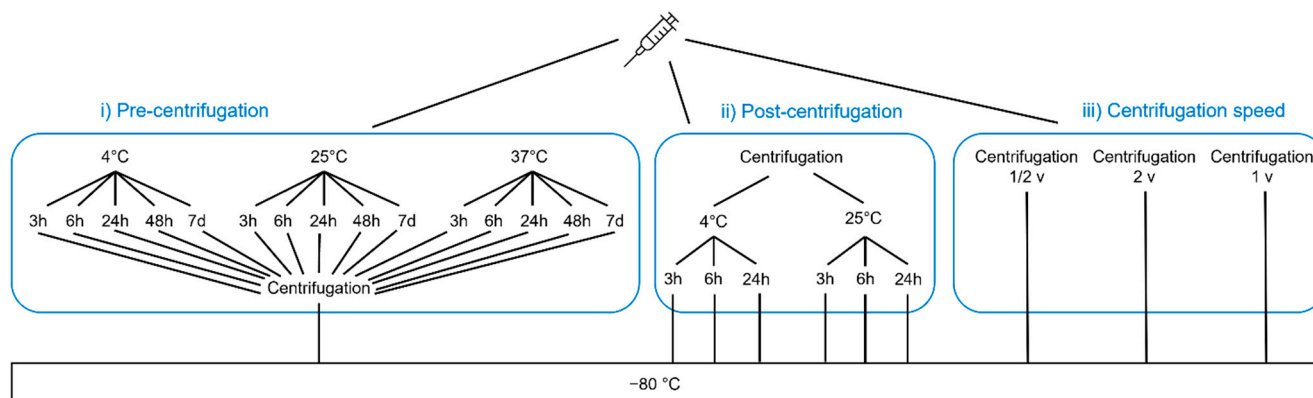 i) Pre-centrifugation
4°C 25°C 37°C
3h 6h 24h 48h 7d 3h 6h 24h 48h 7d 3h 6h 24h 48h 7d
Centrifugation
ii) Post-centrifugation
Centrifugation
4°C 25°C
3h 6h 24h 3h 6h 24h
iii) Centrifugation speed
Centrifugation Centrifugation Centrifugation
1/2 v 2 v 1 v
−80 °C